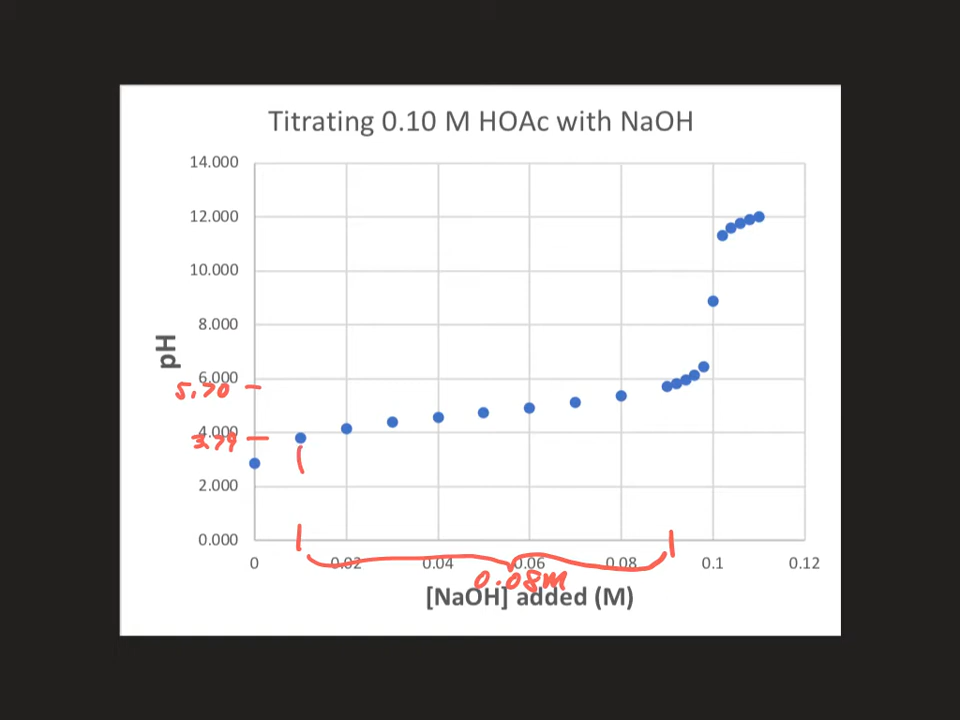 Titrating 0.10 M HOAc with NaOH
14.000
12.000
10.000
8.000
6.000
5.70
4.000
3.79
2.000
0.000
0 0.02 0.04 0.06 0.08 0.1 0.12
0.08M
pH
[NaOH] added (M)